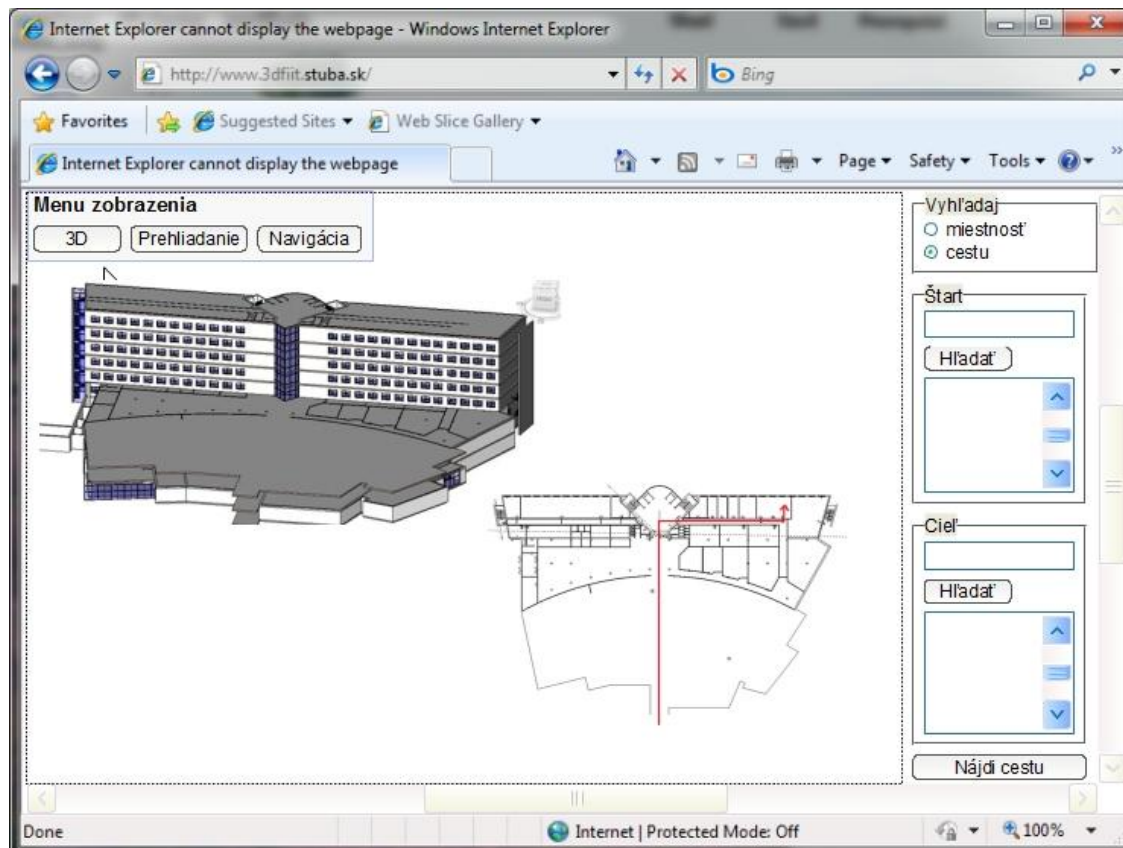 Internet Explorer cannot display the webpage - Windows Internet Explorer
http://www.3dfiit.stuba.sk/
Bing
Favorites Suggested Sites Web Slice Gallery
Internet Explorer cannot display the webpage
Page Safety Tools
Menu zobrazenia
3D Prehliadanie Navigácia
Vyhľadaj
miestnosť
cestu
Štart
Hľadať
Cieľ
Hľadať
Nájdi cestu
Done
Internet | Protected Mode: Off
100%